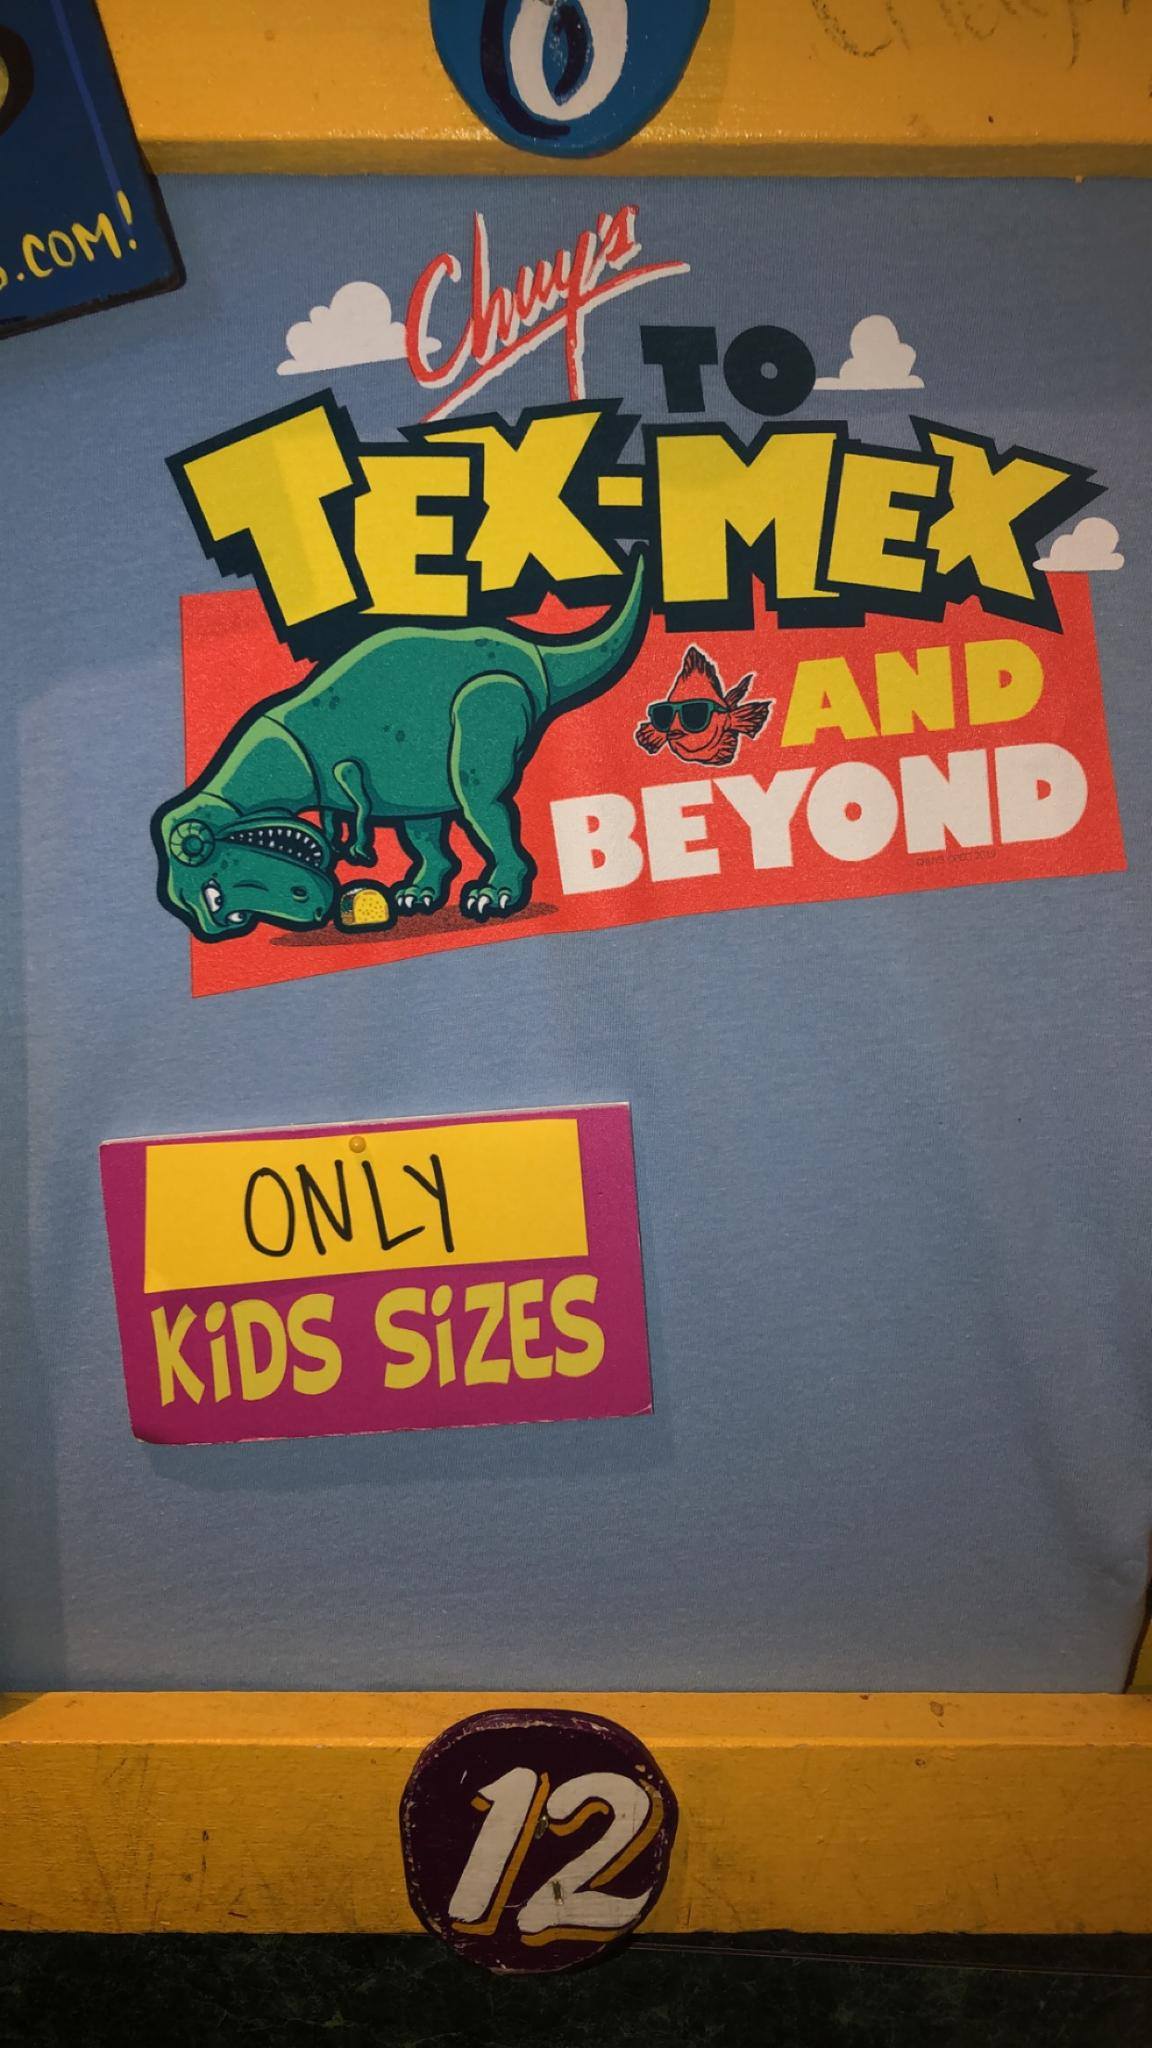 .COM!
Chuy's
TO
TEX-MEX
AND
BEYOND
ONLY
KiDS SiZES
12